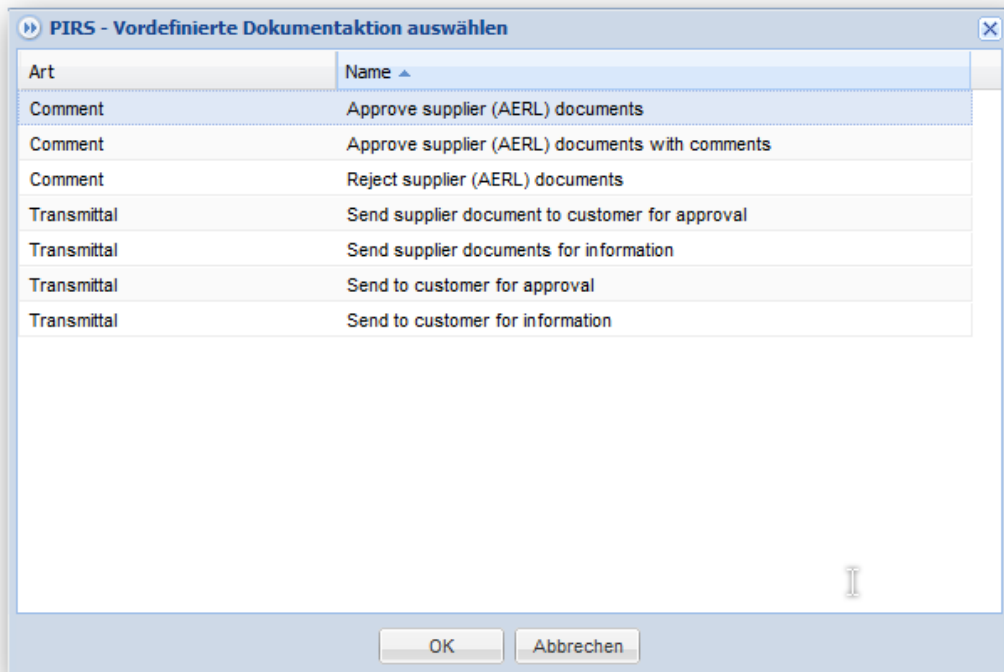 PIRS - Vordefinierte Dokumentaktion auswählen
Art Name
Comment Approve supplier (AERL) documents
Comment Approve supplier (AERL) documents with comments
Comment Reject supplier (AERL) documents
Transmittal Send supplier document to customer for approval
Transmittal Send supplier documents for information
Transmittal Send to customer for approval
Transmittal Send to customer for information
OK Abbrechen